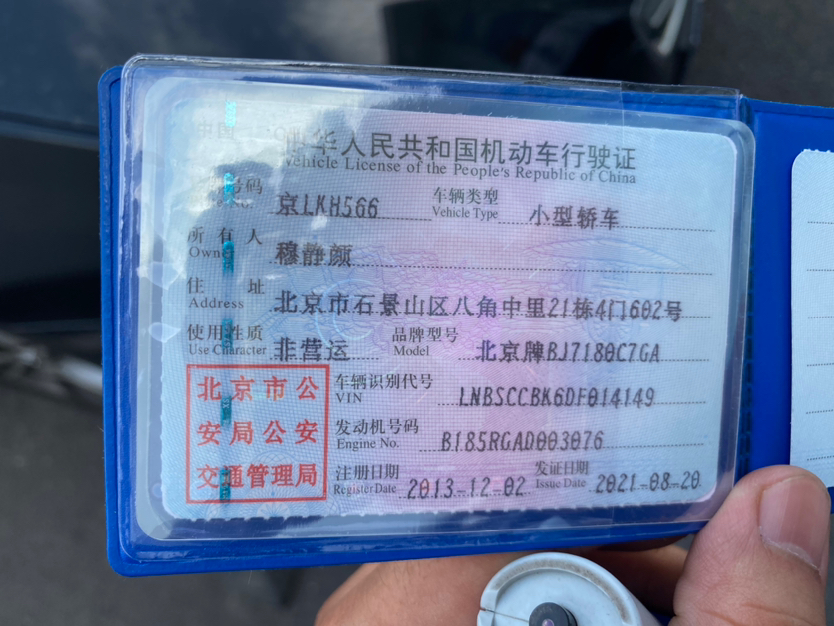 华人民共和国机动车行驶证
Vehicle License of the People's Republic of China
号码 京LKH566 车辆类型 Vehicle Type 小型轿车
所有人 Owner 穆静颜
住址 Address 北京市石景山区八角中里21栋4门602号
使用性质 Use Character 非营运 品牌型号 Model 北京牌BJ7180C7GA
北京市公安局公安交通管理局
车辆识别代号 VIN LNBSCCBK6DF014149
发动机号码 Engine No. B185RGAD003076
注册日期 Register Date 2013-12-02 发证日期 Issue Date 2021-08-20